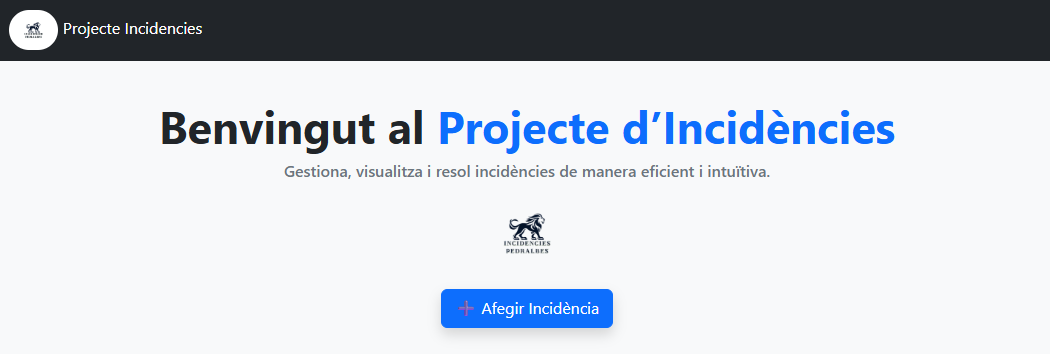 Projecte Incidencies
Benvingut al Projecte d’Incidències
Gestiona, visualitza i resol incidències de manera eficient i intuïtiva.
INCIDENCIES
PEDRALBES
Afegir Incidència